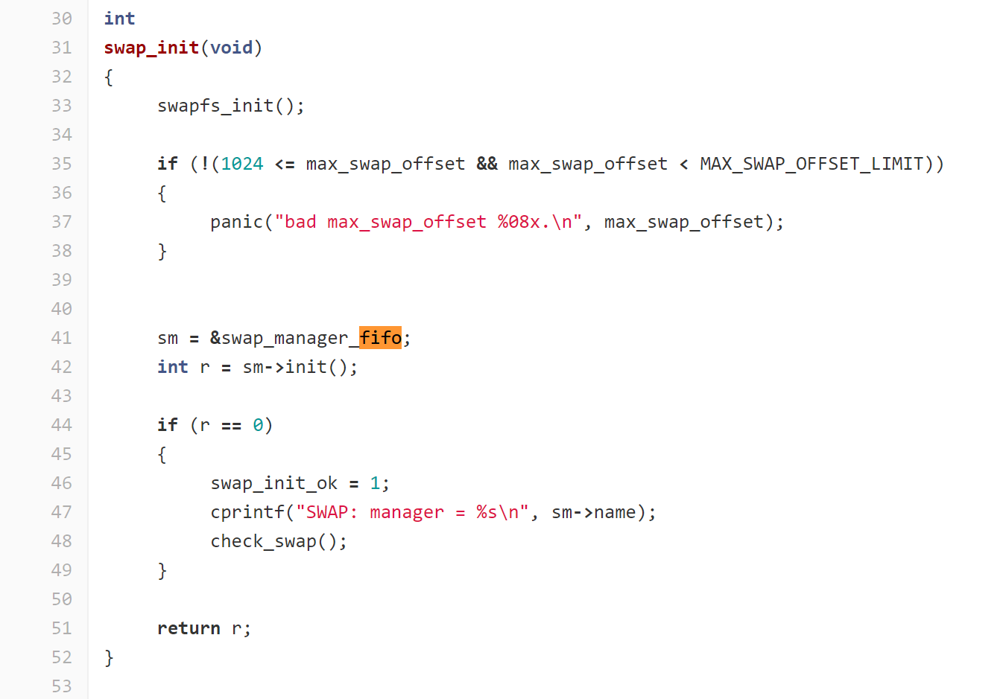 30 int
31 swap_init(void)
32 {
33 swapfs_init();
34
35 if (!(1024 <= max_swap_offset && max_swap_offset < MAX_SWAP_OFFSET_LIMIT))
36 {
37 panic("bad max_swap_offset %08x.\n", max_swap_offset);
38 }
39
40
41 sm = &swap_manager_fifo;
42 int r = sm->init();
43
44 if (r == 0)
45 {
46 swap_init_ok = 1;
47 cprintf("SWAP: manager = %s\n", sm->name);
48 check_swap();
49 }
50
51 return r;
52 }
53